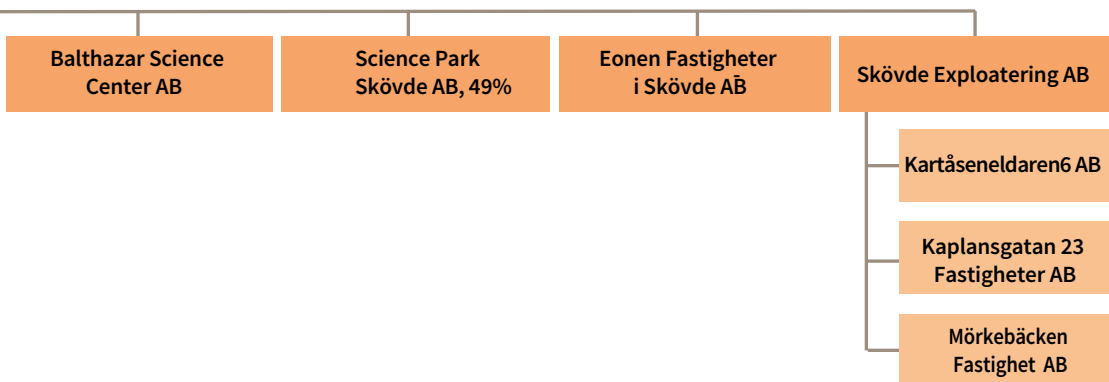 Balthazar Science
Center AB
Science Park
Skövde AB, 49%
Eonen Fastigheter
i Skövde AB̄
Skövde Exploatering AB
Kartåseneldaren6 AB
Kaplansgatan 23
Fastigheter AB
Mörkebäcken
Fastighet AB